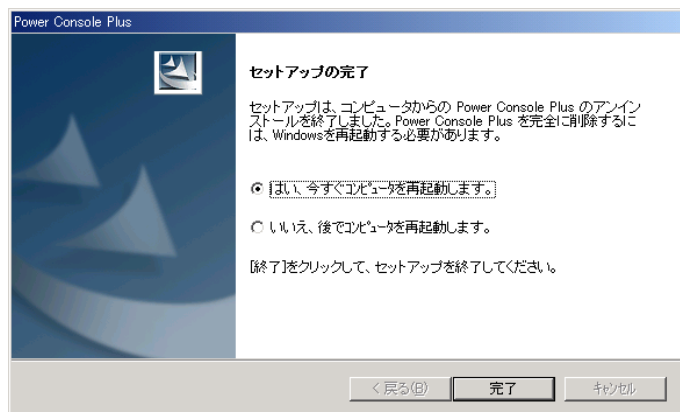 Power Console Plus
セットアップの完了
セットアップは、コンピュータからの Power Console Plus のアンイン
ストールを終了しました。Power Console Plus を完全に削除するに
は、Windowsを再起動する必要があります。
はい、今すぐｺﾝﾋﾟｭｰﾀを再起動します。
いいえ、後でｺﾝﾋﾟｭｰﾀを再起動します。
[終了]をクリックして、セットアップを終了してください。
< 戻る(B)
完了
ｷｬﾝｾﾙ